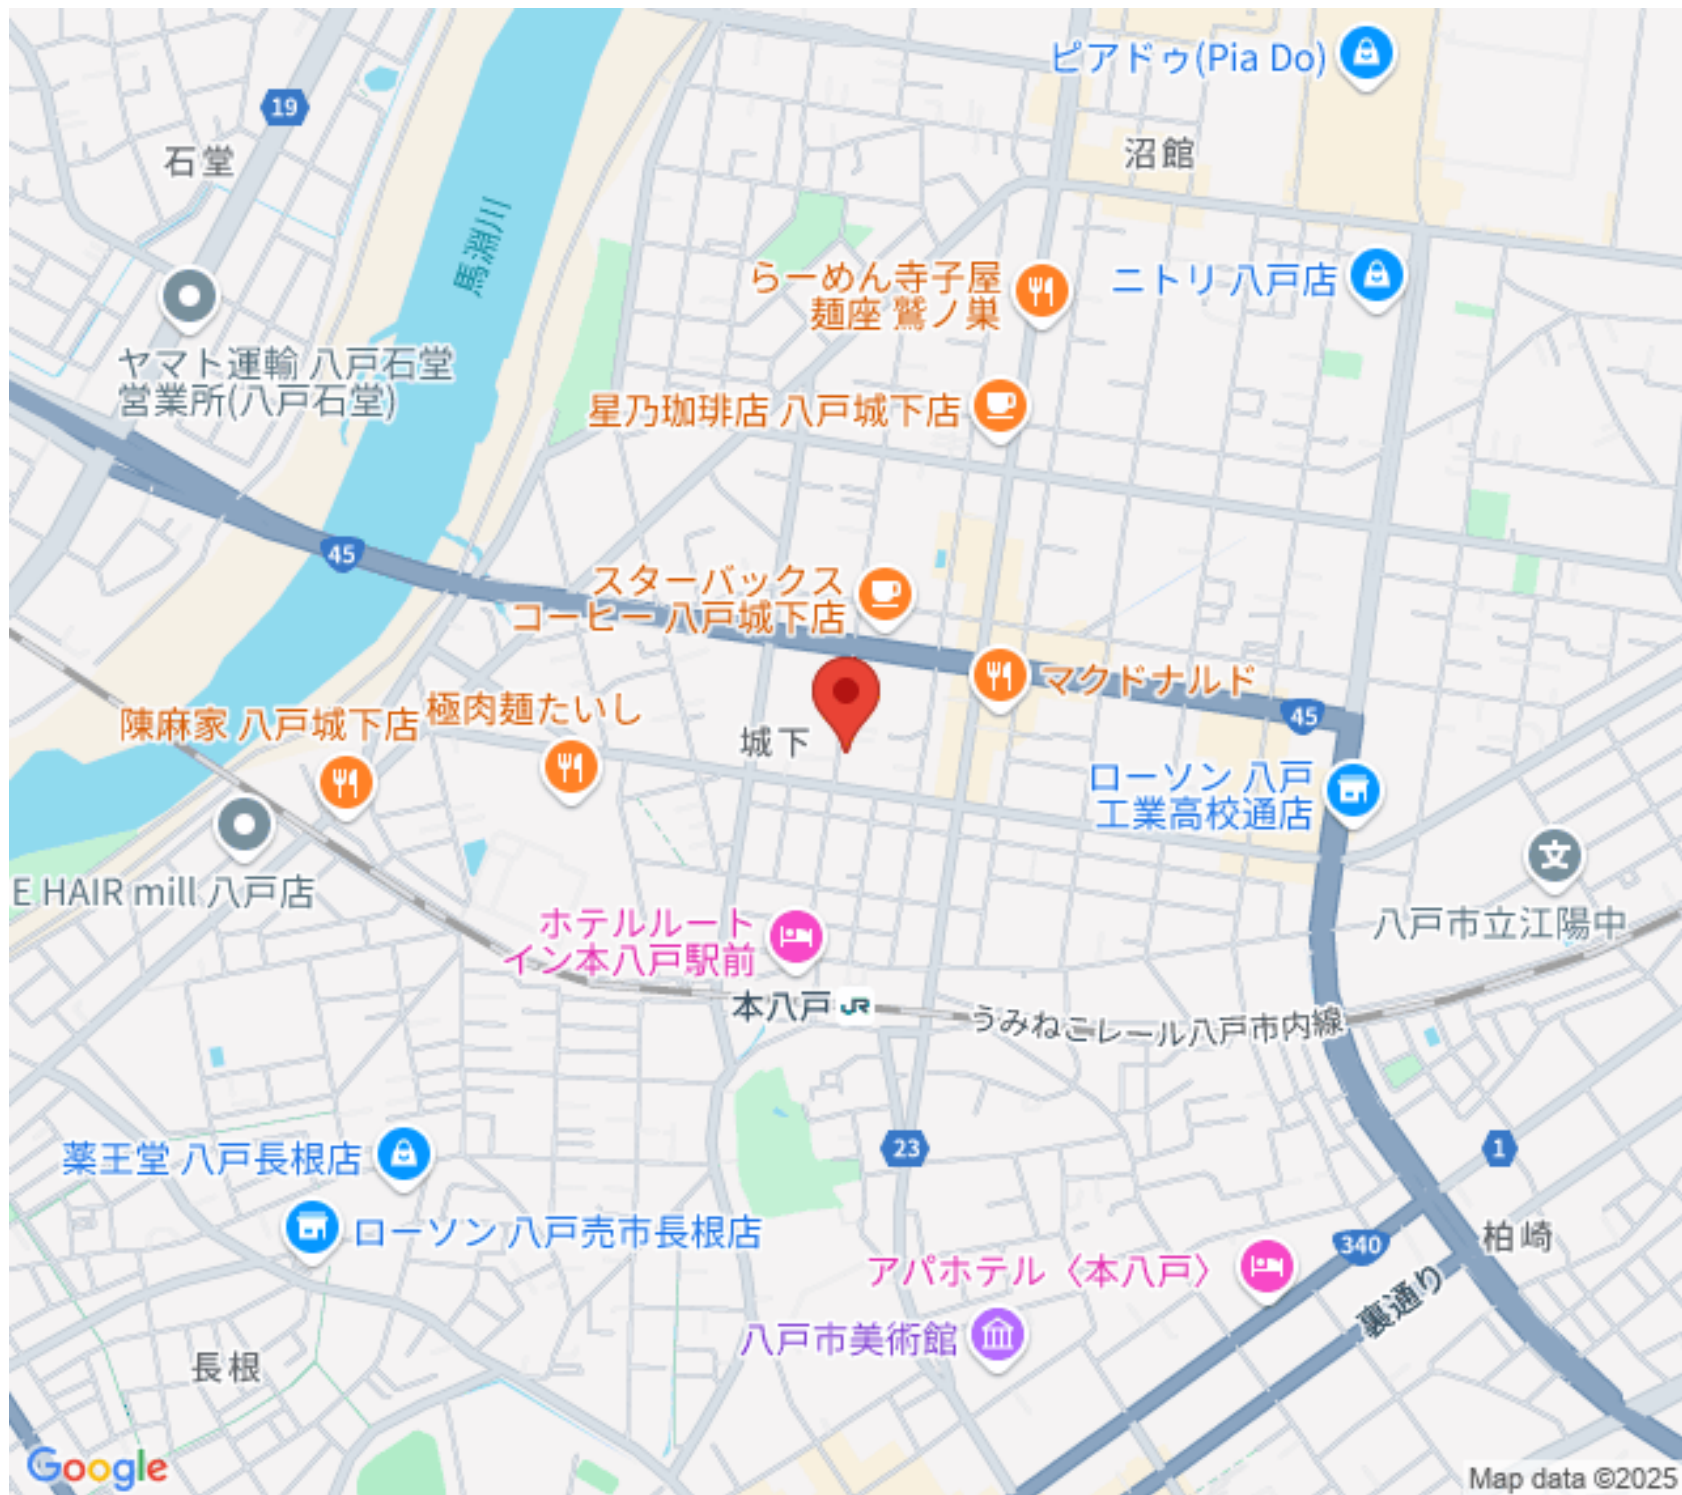 ピアドゥ(Pia Do)
19
石堂
沼館
馬淵川
らーめん寺子屋
麺座 鷲ノ巣
ニトリ 八戸店
ヤマト運輸 八戸石堂
営業所(八戸石堂)
星乃珈琲店 八戸城下店
45
スターバックス
コーヒー 八戸城下店
マクドナルド
陳麻家 八戸城下店
極肉麺たいし
城下
45
ローソン 八戸
工業高校通店
E HAIR mill 八戸店
文
八戸市立江陽中
ホテルルート
イン本八戸駅前
本八戸 JR
うみねこレール八戸市内線
薬王堂 八戸長根店
23
1
ローソン 八戸売市長根店
340
柏崎
アパホテル〈本八戸〉
裏通り
八戸市美術館
長根
Google
Map data ©2025